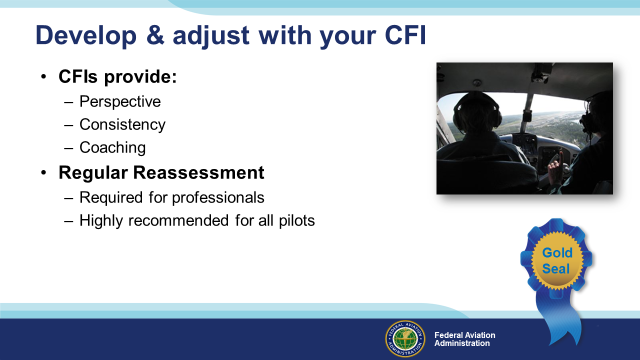 Develop & adjust with your CFI
• CFIs provide:
– Perspective
– Consistency
– Coaching
• Regular Reassessment
– Required for professionals
– Highly recommended for all pilots
Gold
Seal
Federal Aviation
Administration